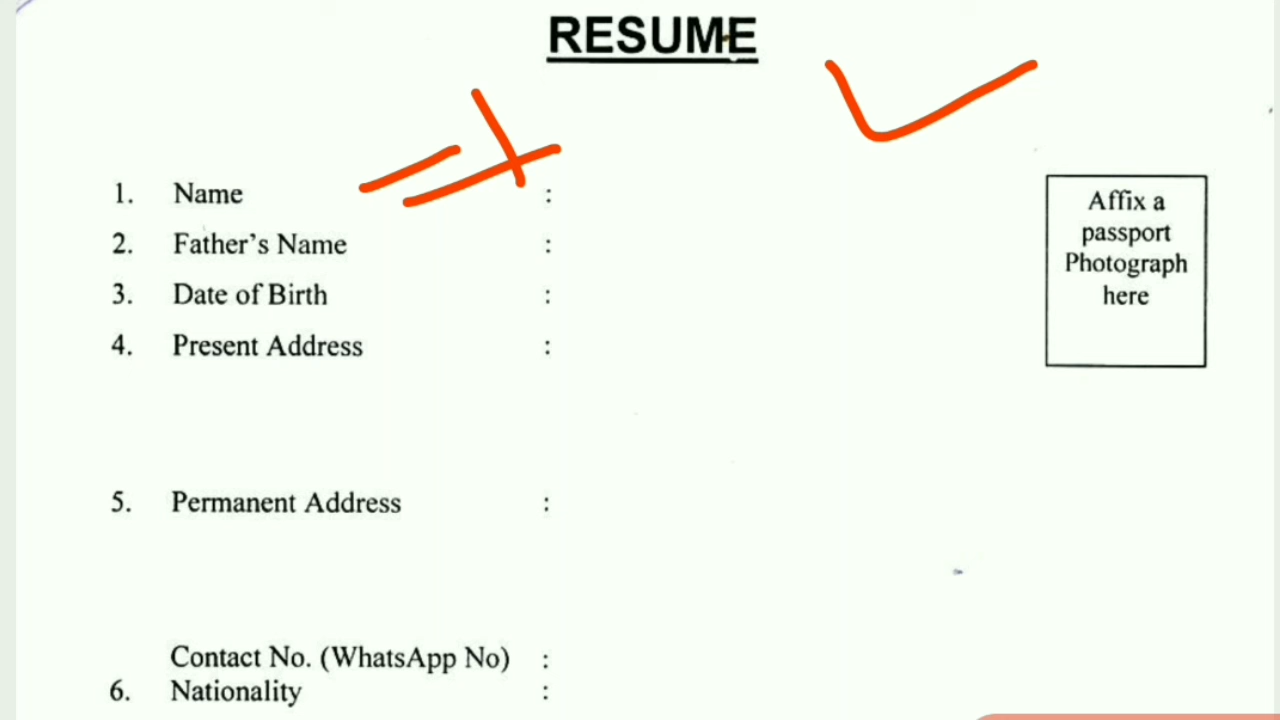 RESUME
1. Name :
2. Father's Name :
3. Date of Birth :
4. Present Address :
Affix a
passport
Photograph
here
5. Permanent Address :
Contact No. (WhatsApp No) :
6. Nationality :